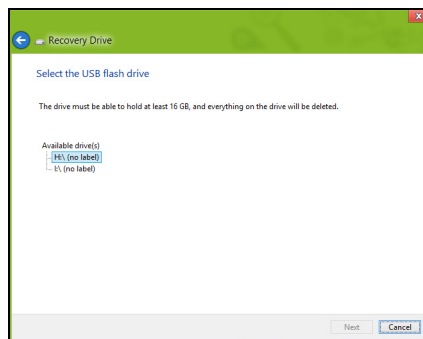 x
Recovery Drive
Select the USB flash drive
The drive must be able to hold at least 16 GB, and everything on the drive will be deleted.
Available drive(s)
H:\ (no label)
I:\ (no label)
Next
Cancel